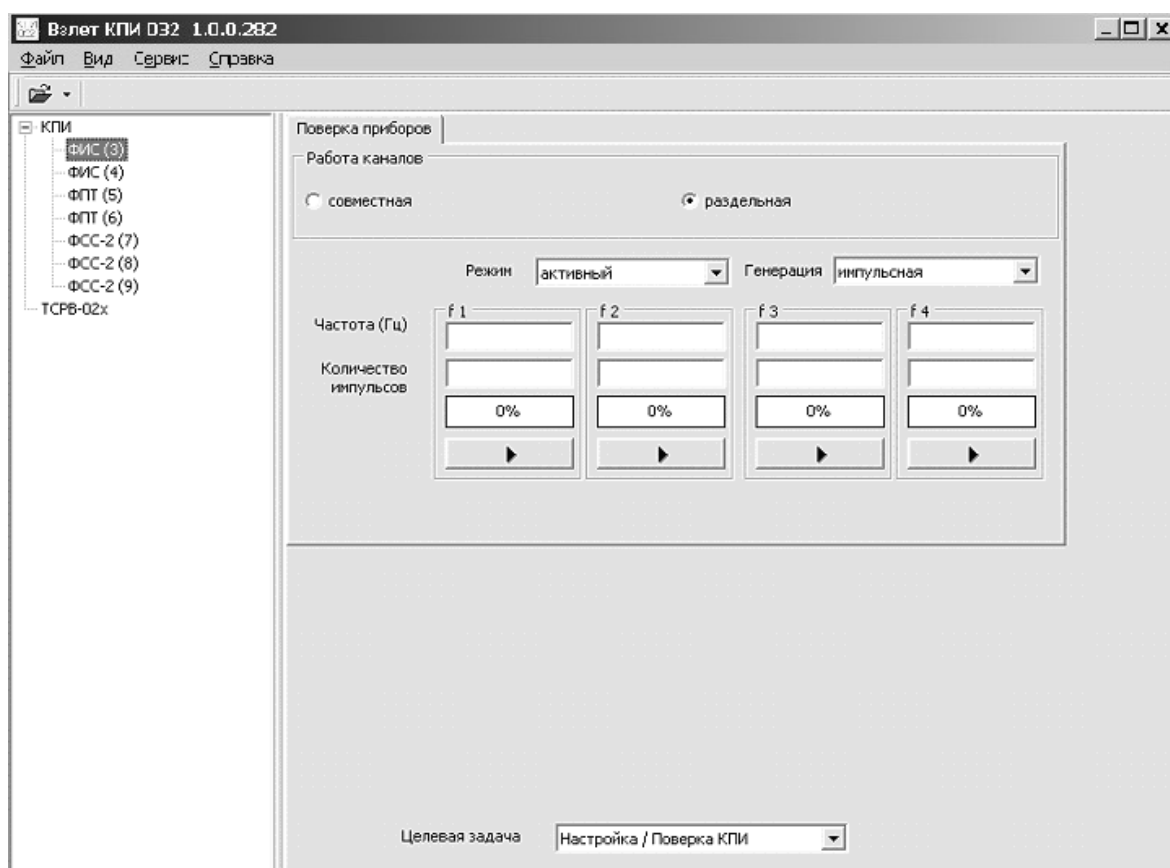 Взлет КПИ 032 1.0.0.282
Файл Вид Сервис Справка
КПИ
ФИС (3)
ФИС (4)
ФПТ (5)
ФПТ (6)
ФСС-2 (7)
ФСС-2 (8)
ФСС-2 (9)
ТСРВ-02х
Поверка приборов
Работа каналов
совместная
раздельная
Режим активный Генерация импульсная
f 1 f 2 f 3 f 4
Частота (Гц)
Количество
импульсов
0% 0% 0% 0%
Целевая задача Настройка / Поверка КПИ